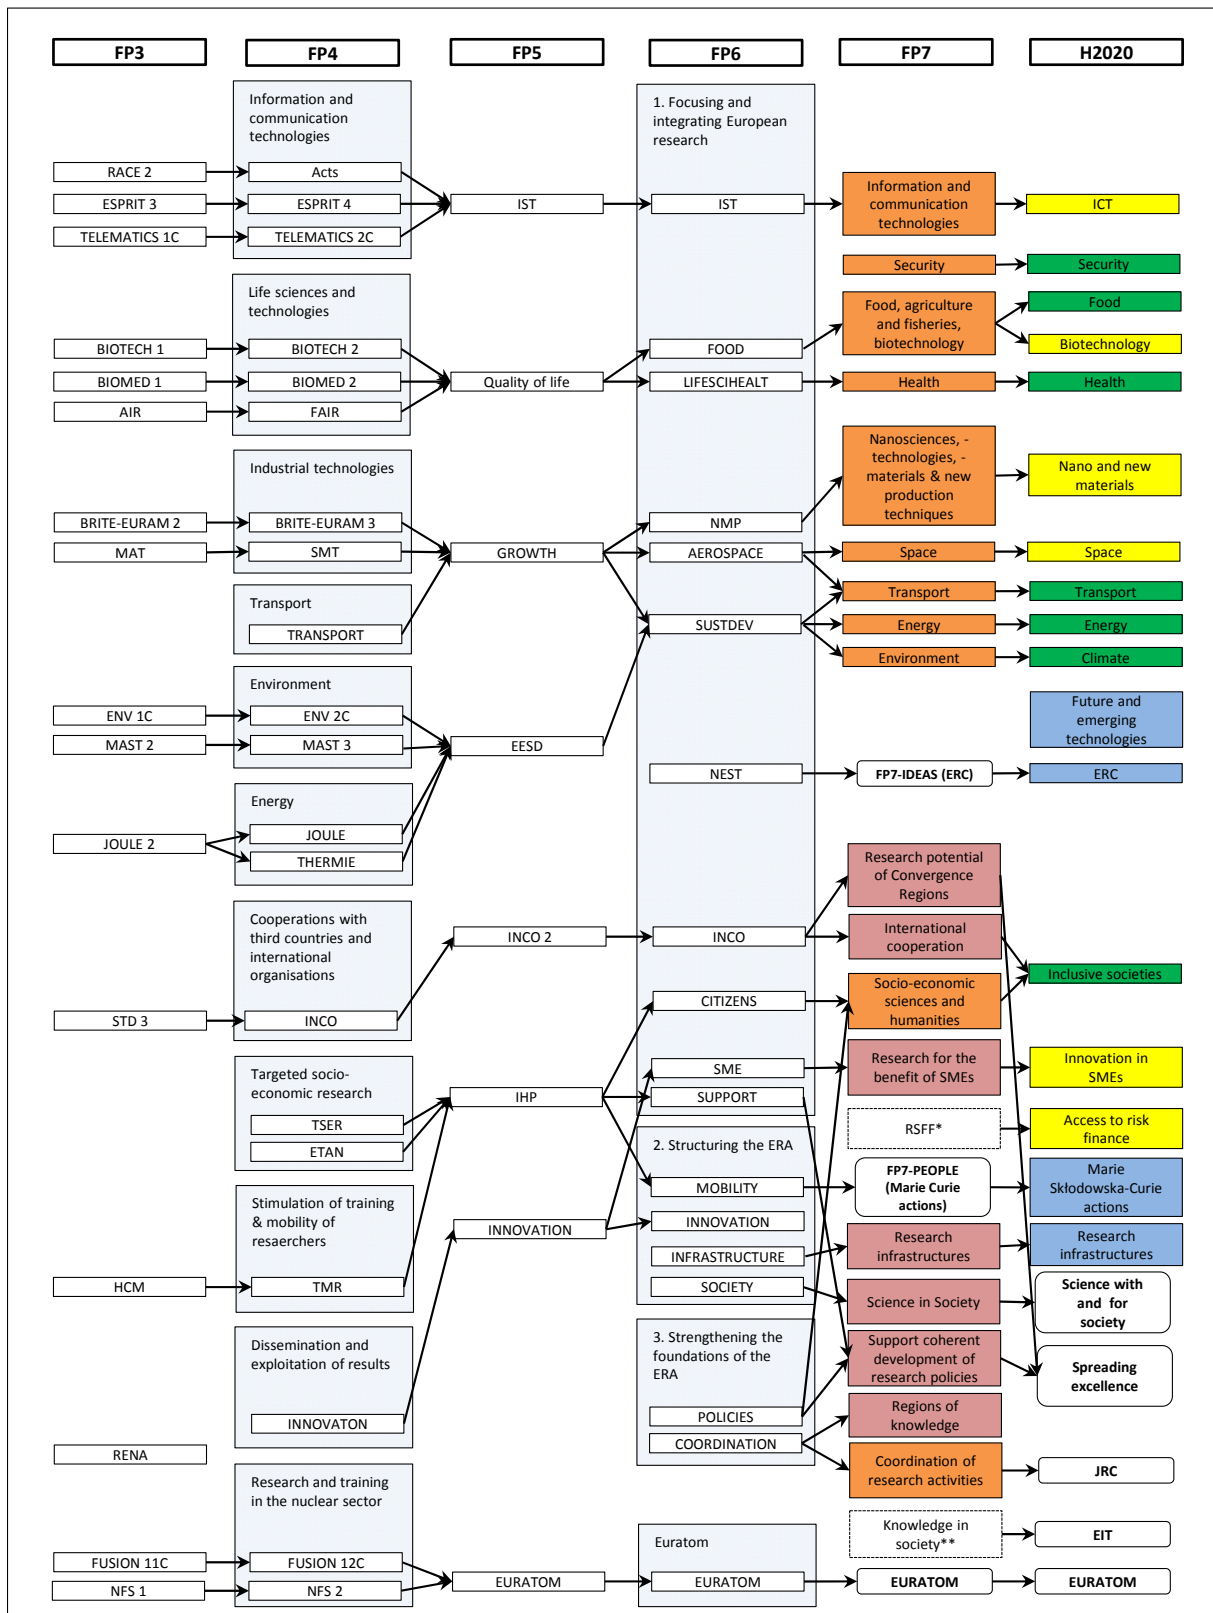 FP3
FP4
FP5
FP6
FP7
H2020
RACE 2
ESPRIT 3
TELEMATICS 1C
BIOTECH 1
BIOMED 1
AIR
BRITE-EURAM 2
MAT
ENV 1C
MAST 2
JOULE 2
STD 3
HCM
RENA
FUSION 11C
NFS 1
Information and
communication
technologies
Acts
ESPRIT 4
TELEMATICS 2C
Life sciences and
technologies
BIOTECH 2
BIOMED 2
FAIR
Industrial technologies
BRITE-EURAM 3
SMT
Transport
TRANSPORT
Environment
ENV 2C
MAST 3
Energy
JOULE
THERMIE
Cooperations with
third countries and
international
organisations
INCO
Targeted socio-
economic research
TSER
ETAN
Stimulation of training
& mobility of
resaerchers
TMR
Dissemination and
exploitation of results
INNOVATON
Research and training
in the nuclear sector
FUSION 12C
NFS 2
IST
Quality of life
GROWTH
EESD
INCO 2
IHP
INNOVATION
EURATOM
1. Focusing and
integrating European
research
IST
FOOD
LIFESCIHEALT
NMP
AEROSPACE
SUSTDEV
NEST
INCO
CITIZENS
SME
SUPPORT
2. Structuring the ERA
MOBILITY
INNOVATION
INFRASTRUCTURE
SOCIETY
3. Strengthening the
foundations of the
ERA
POLICIES
COORDINATION
Euratom
EURATOM
Information and
communication
technologies
Security
Food, agriculture
and fisheries,
biotechnology
Health
Nanosciences, -
technologies, -
materials & new
production
techniques
Space
Transport
Energy
Environment
FP7-IDEAS (ERC)
Research potential
of Convergence
Regions
International
cooperation
Socio-economic
sciences and
humanities
Research for the
benefit of SMEs
RSFF*
FP7-PEOPLE
(Marie Curie
actions)
Research
infrastructures
Science in Society
Support coherent
development of
research policies
Regions of
knowledge
Coordination of
research activities
Knowledge in
society**
EURATOM
ICT
Security
Food
Biotechnology
Health
Nano and new
materials
Space
Transport
Energy
Climate
Future and
emerging
technologies
ERC
Inclusive societies
Innovation in
SMEs
Access to risk
finance
Marie
Skłodowska-Curie
actions
Research
infrastructures
Science with
and for
society
Spreading
excellence
JRC
EIT
EURATOM